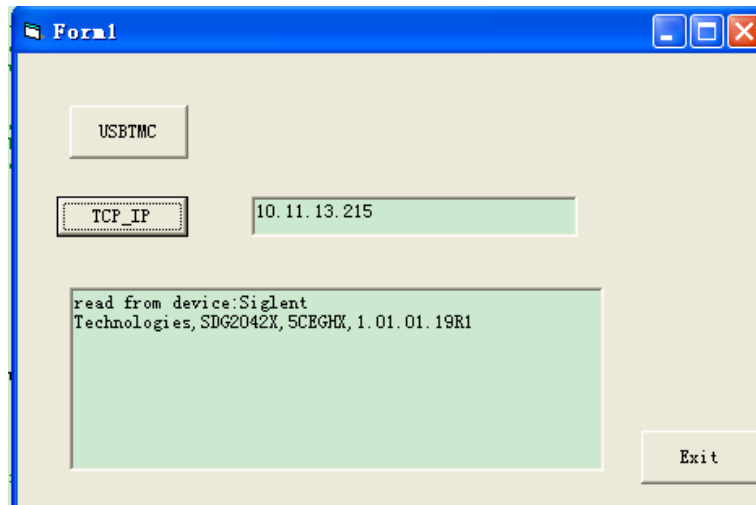 Form1
USBTMC
TCP_IP
10.11.13.215
read from device:Siglent
Technologies,SDG2042X,5CEGHX,1.01.01.19R1
Exit